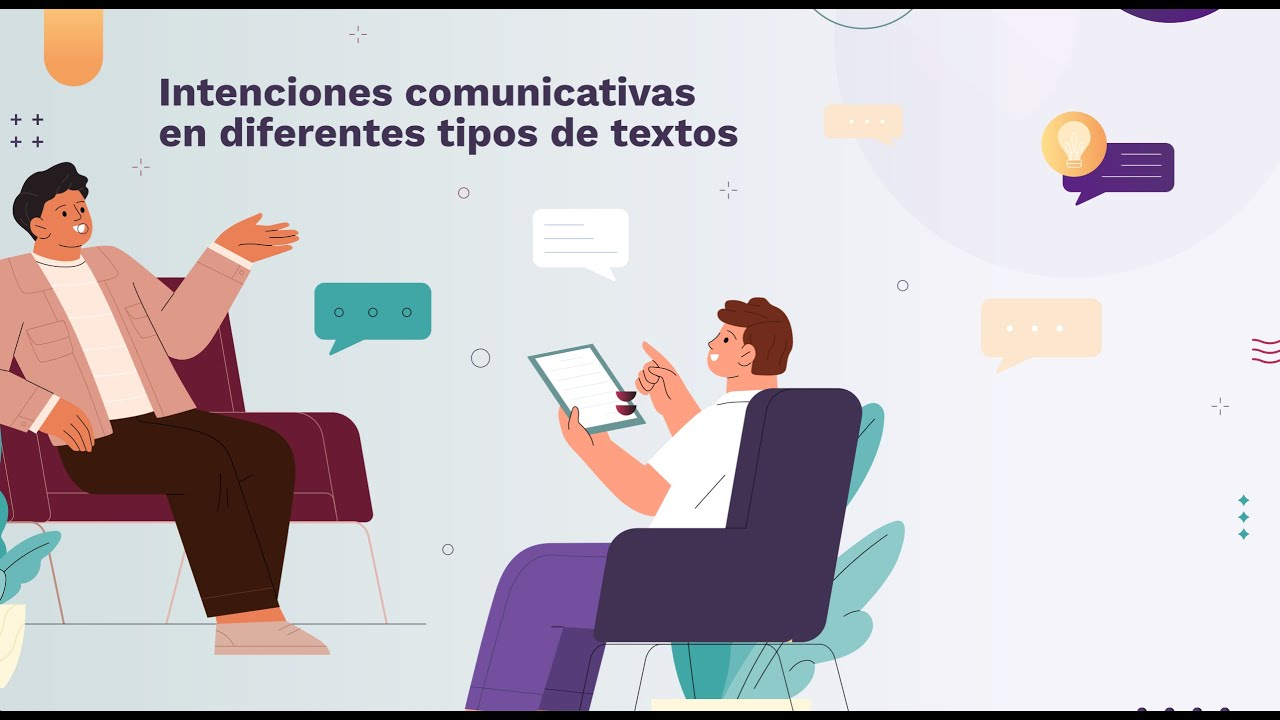 Intenciones comunicativas
en diferentes tipos de textos